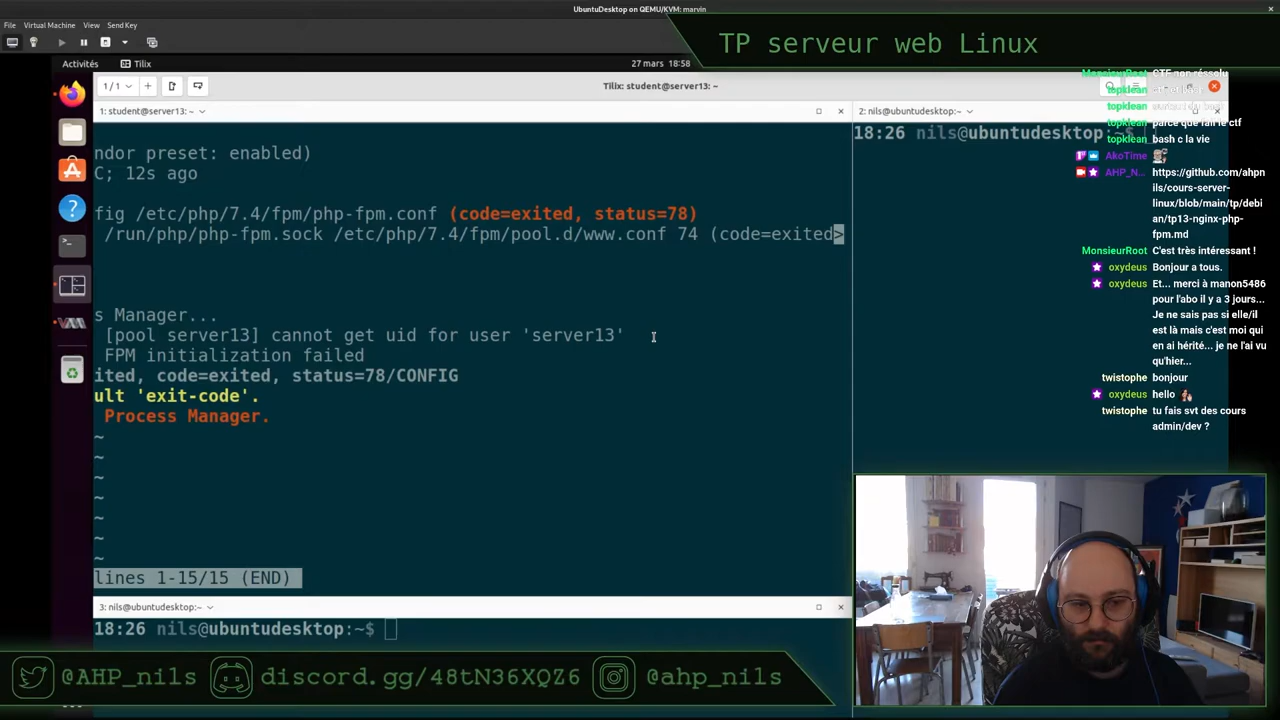 UbuntuDesktop on QEMU/KVM: marvin
File Virtual Machine View Send Key
TP serveur web Linux
Activités Tilix 27 mars 18:58
1/1 Tilix: student@server13: ~
1: student@server13: ~
ndor preset: enabled)
C; 12s ago
fig /etc/php/7.4/fpm/php-fpm.conf (code=exited, status=78)
/run/php/php-fpm.sock /etc/php/7.4/fpm/pool.d/www.conf 74 (code=exited>
s Manager...
[pool server13] cannot get uid for user 'server13'
FPM initialization failed
ited, code=exited, status=78/CONFIG
ult 'exit-code'.
Process Manager.
~
~
~
~
~
~
~
lines 1-15/15 (END)
2: nils@ubuntudesktop:~
18:26 nils@ubuntudesktop:~$
3: nils@ubuntudesktop:~
18:26 nils@ubuntudesktop:~$
MonsieurRoot CTF non réssolu
topklean
topklean
topklean parce que fait le ctf
topklean bash c la vie
AkoTime
AHP_N...
https://github.com/ahpn
ils/cours-server-
linux/blob/main/tp/debi
an/tp13-nginx-php-
fpm.md
MonsieurRoot C'est très intéressant !
oxydeus Bonjour a tous.
oxydeus Et... merci à manon5486
pour l'abo il y a 3 jours...
Je ne sais pas si elle/il
est là mais c'est moi qui
en ai hérité... je ne l'ai vu
qu'hier...
twistophe bonjour
oxydeus hello
twistophe tu fais svt des cours
admin/dev ?
@AHP_nils discord.gg/48tN36XQZ6 @ahp_nils